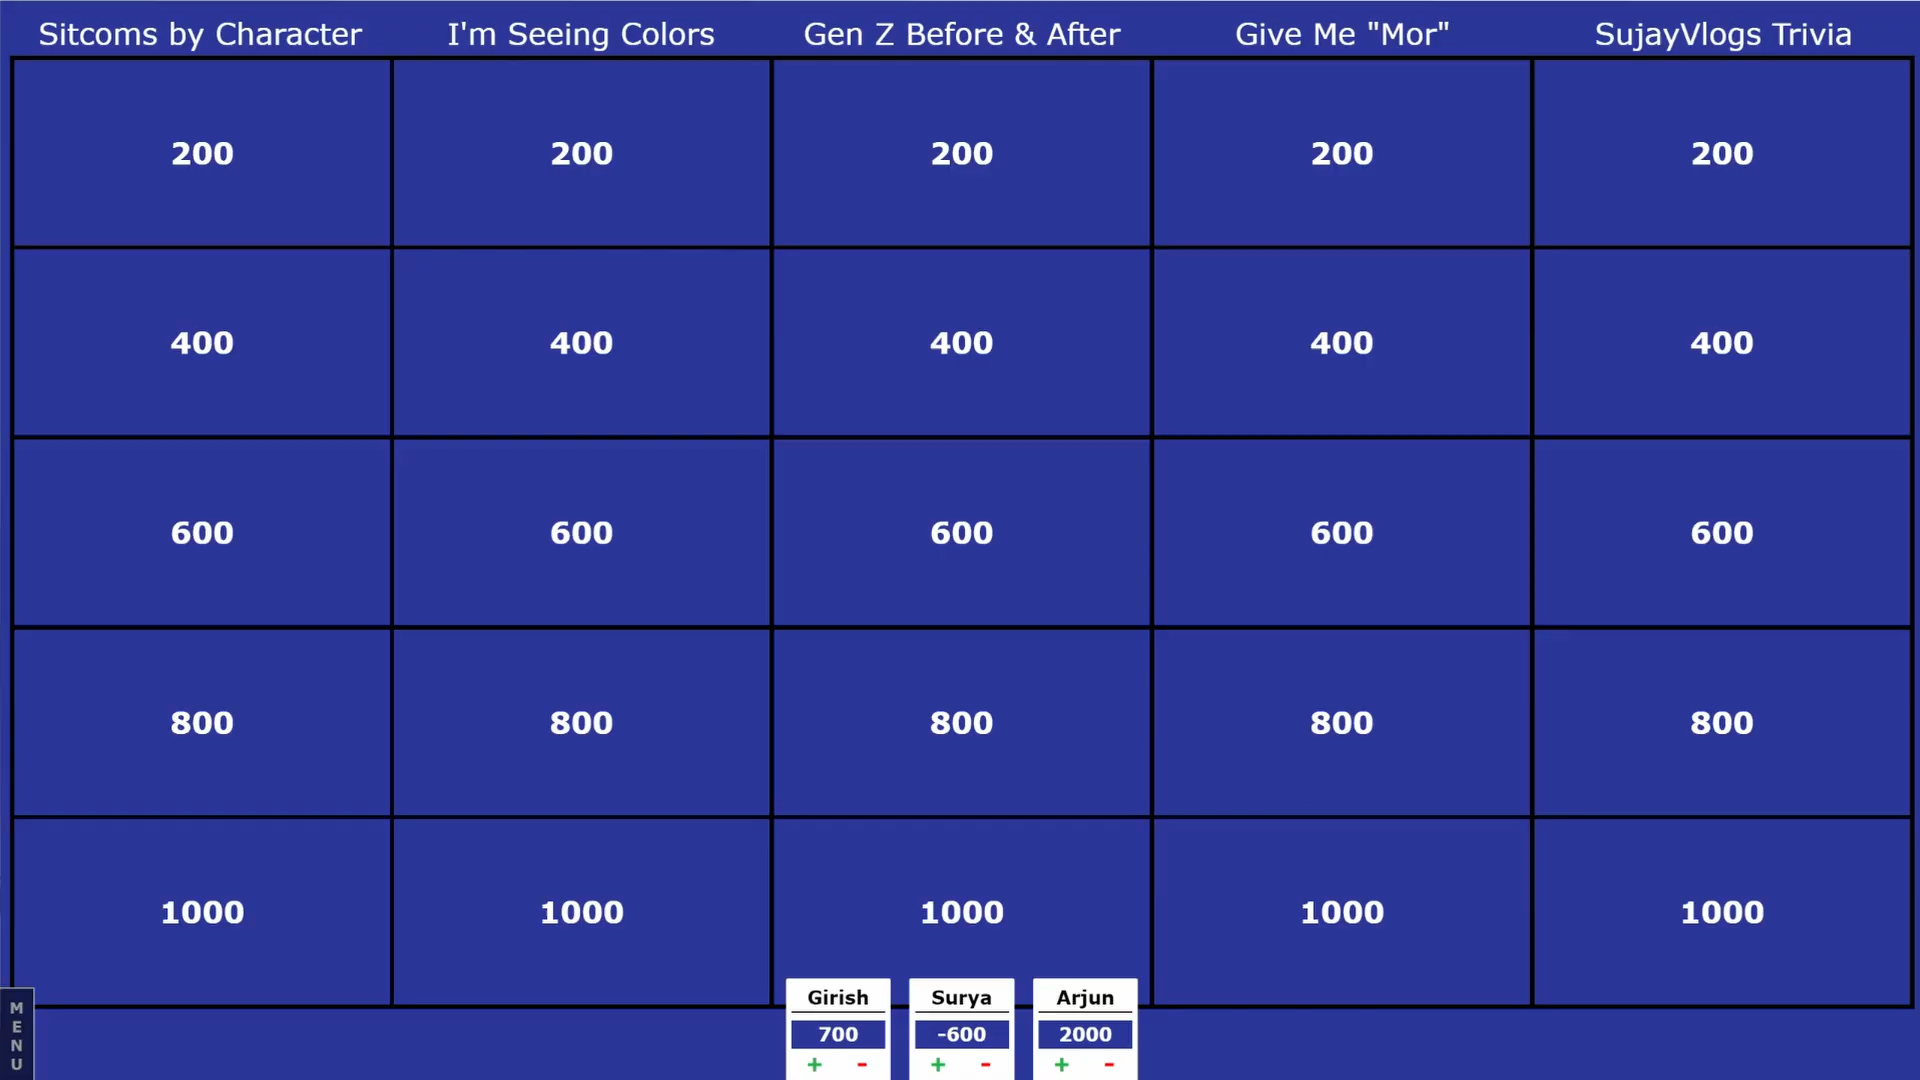 Sitcoms by Character I'm Seeing Colors Gen Z Before & After Give Me "Mor" SujayVlogs Trivia
200 200 200 200 200
400 400 400 400 400
600 600 600 600 600
800 800 800 800 800
1000 1000 1000 1000 1000
MENU
Girish Surya Arjun
700 -600 2000
+ - + - + -